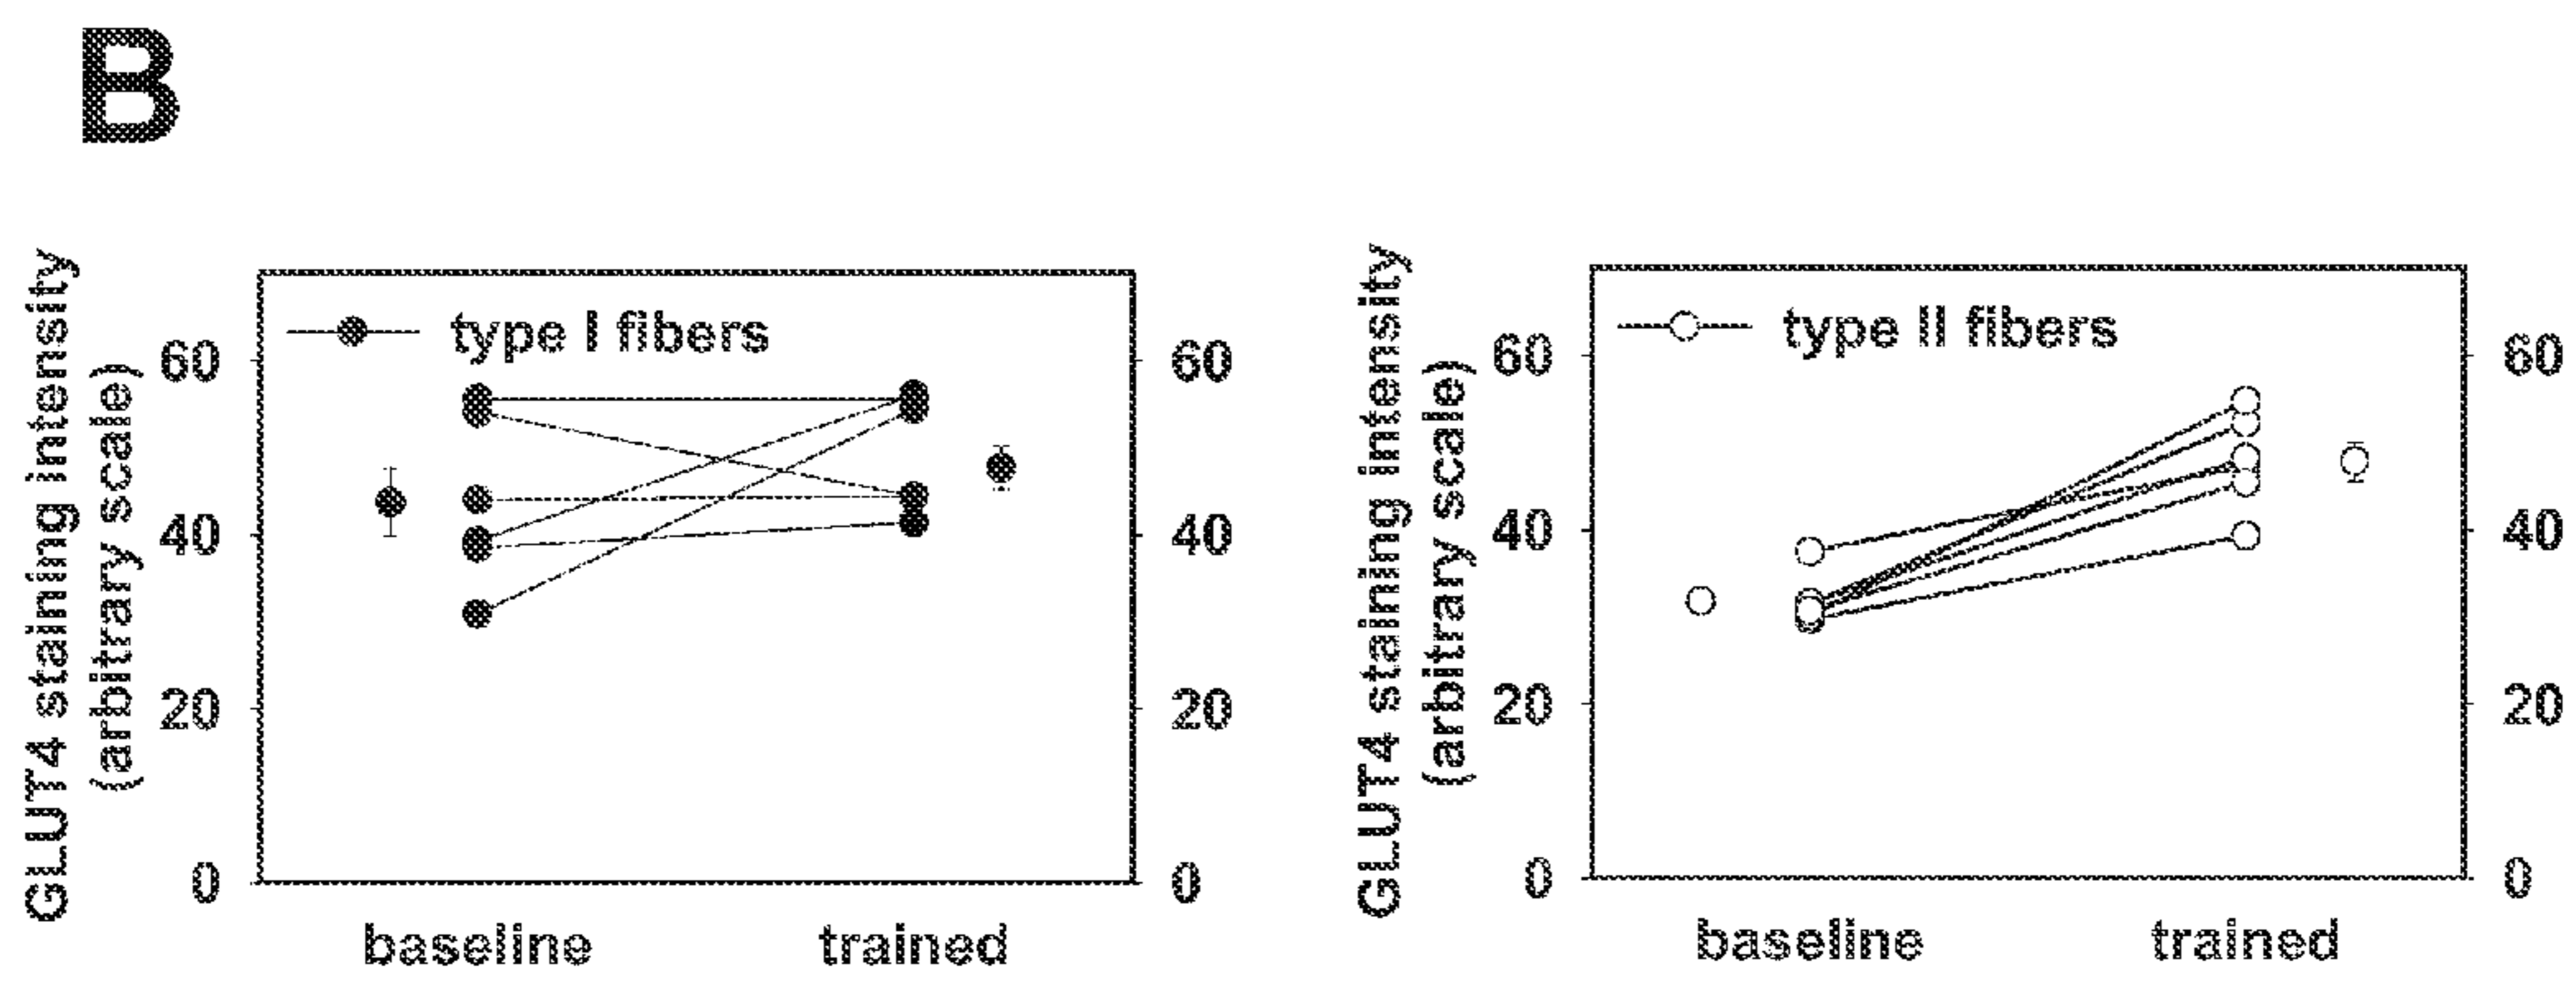 B
GLUT4 staining intensity
(arbitrary scale)
type I fibers
60
40
20
0
60
40
20
0
baseline
trained
GLUT4 staining intensity
(arbitrary scale)
type II fibers
60
40
20
0
60
40
20
0
baseline
trained